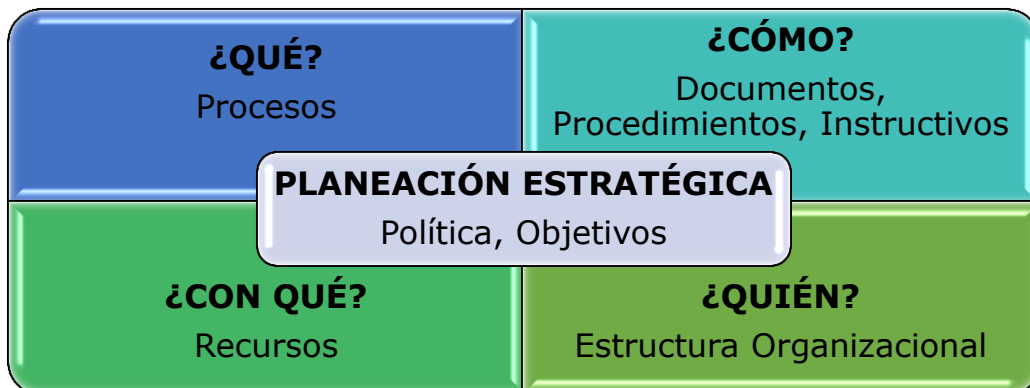 ¿QUÉ?
Procesos
¿CÓMO?
Documentos,
Procedimientos, Instructivos
PLANEACIÓN ESTRATÉGICA
Política, Objetivos
¿CON QUÉ?
Recursos
¿QUIÉN?
Estructura Organizacional